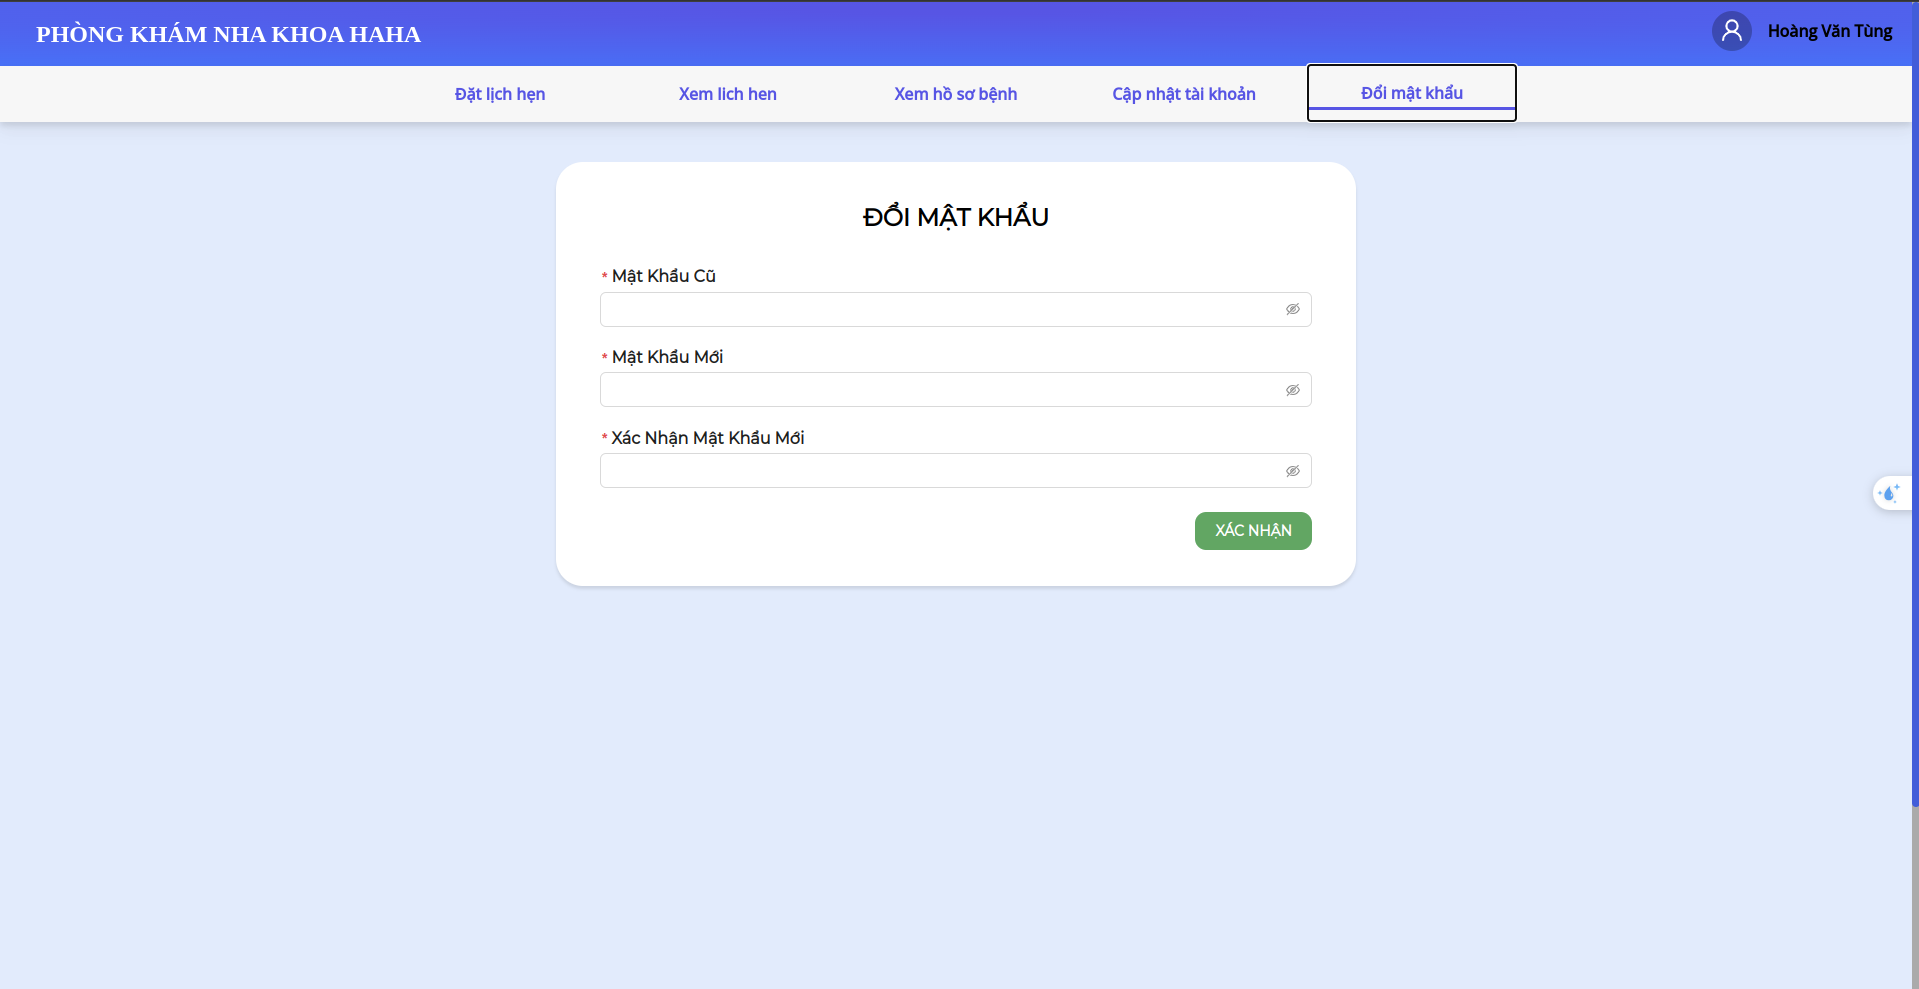 PHÒNG KHÁM NHA KHOA HAHA
Hoàng Văn Tùng
Đặt lịch hẹn
Xem lich hen
Xem hồ sơ bệnh
Cập nhật tài khoản
Đổi mật khẩu
ĐỔI MẬT KHẨU
* Mật Khẩu Cũ
* Mật Khẩu Mới
* Xác Nhận Mật Khẩu Mới
XÁC NHẬN